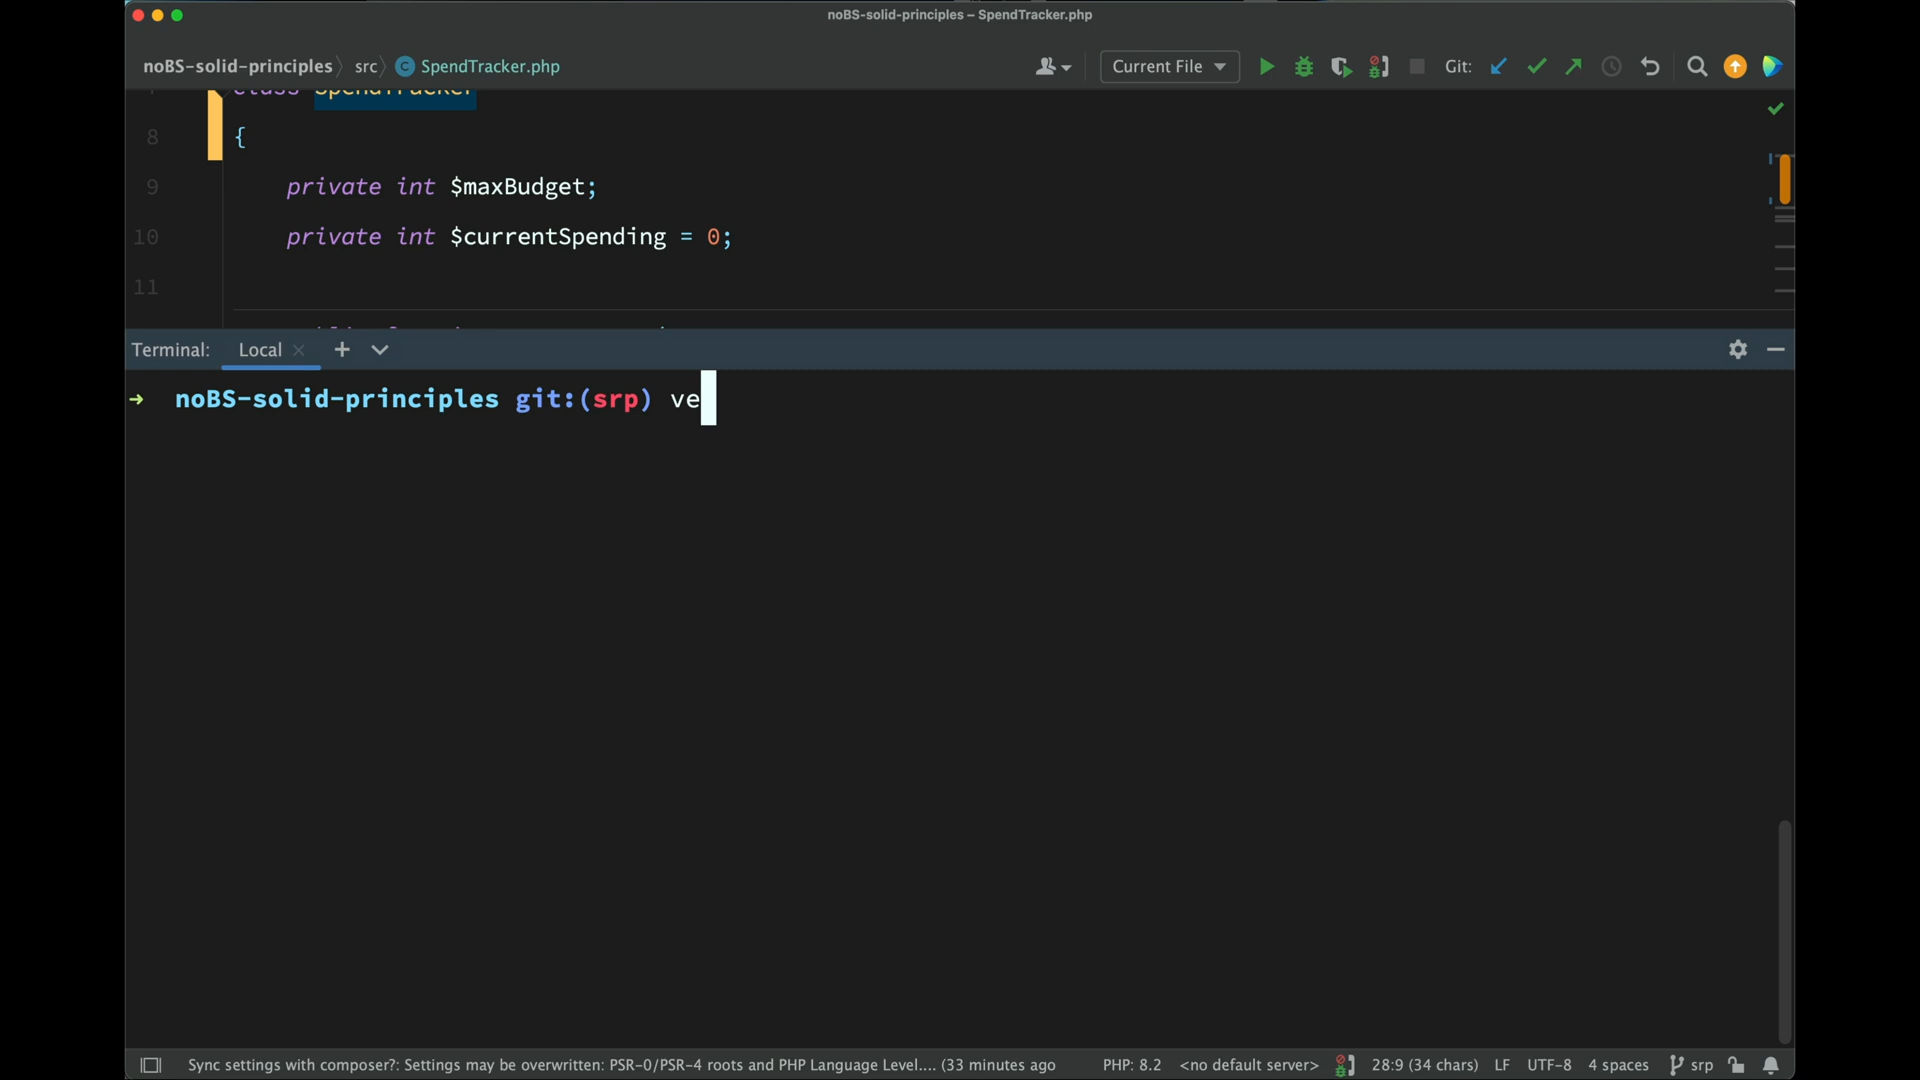 noBS-solid-principles – SpendTracker.php
noBS-solid-principles src SpendTracker.php Current File Git:
class SpendTracker
8 {
9 private int $maxBudget;
10 private int $currentSpending = 0;
11
Terminal: Local
➜ noBS-solid-principles git:(srp) ve
Sync settings with composer?: Settings may be overwritten: PSR-0/PSR-4 roots and PHP Language Level.... (33 minutes ago PHP: 8.2 <no default server> 28:9 (34 chars) LF UTF-8 4 spaces srp